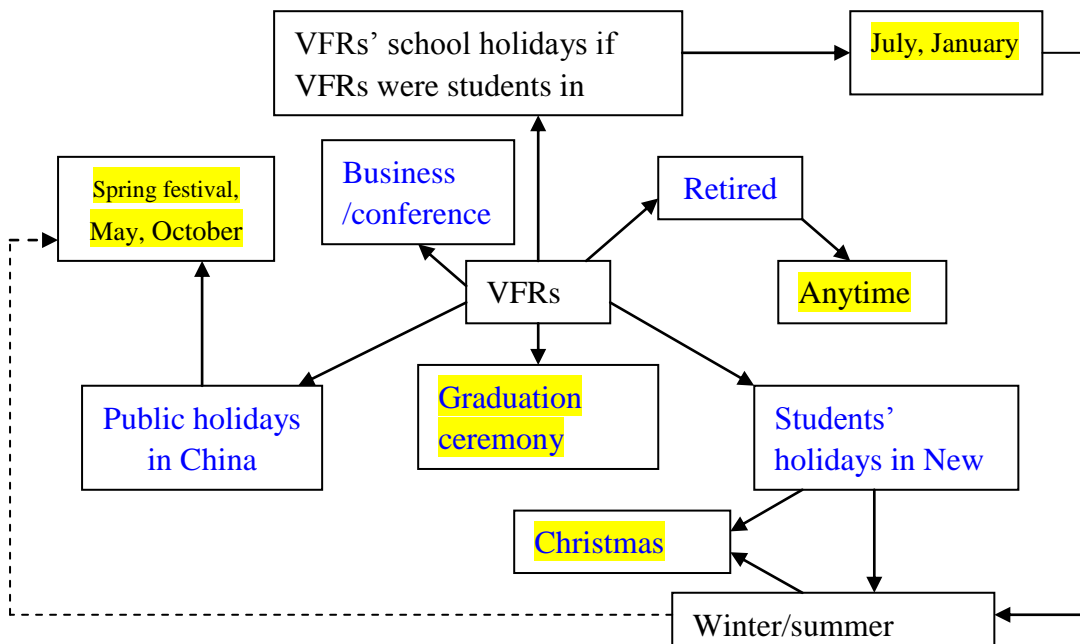 VFRs’ school holidays if
VFRs were students in
July, January
Business
/conference
Retired
Spring festival,
May, October
VFRs
Anytime
Public holidays
in China
Graduation
ceremony
Students’
holidays in New
Christmas
Winter/summer